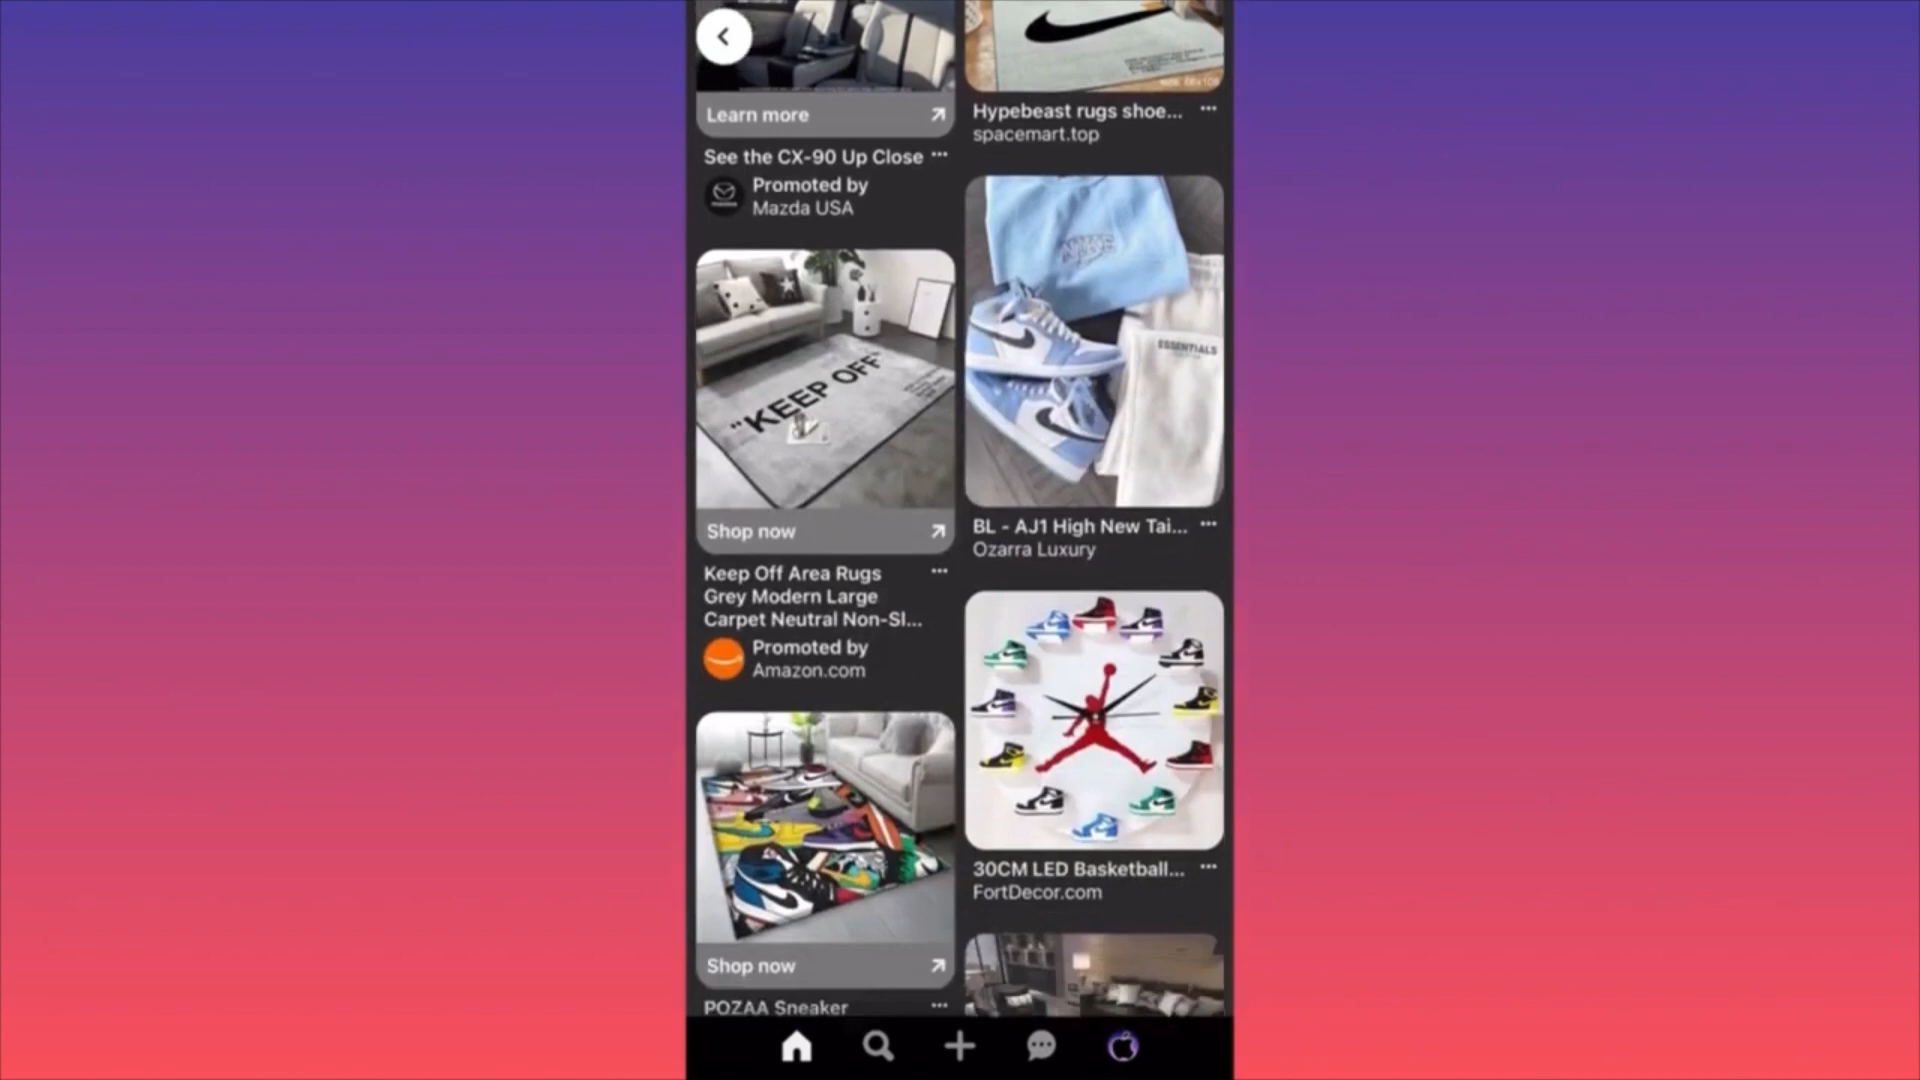 Learn more
See the CX-90 Up Close
Promoted by
Mazda USA
"KEEP OFF"
Shop now
Keep Off Area Rugs
Grey Modern Large
Carpet Neutral Non-Sl...
Promoted by
Amazon.com
Shop now
POZAA Sneaker
Hypebeast rugs shoe...
spacemart.top
ESSENTIALS
BL - AJ1 High New Tai...
Ozarra Luxury
30CM LED Basketball...
FortDecor.com